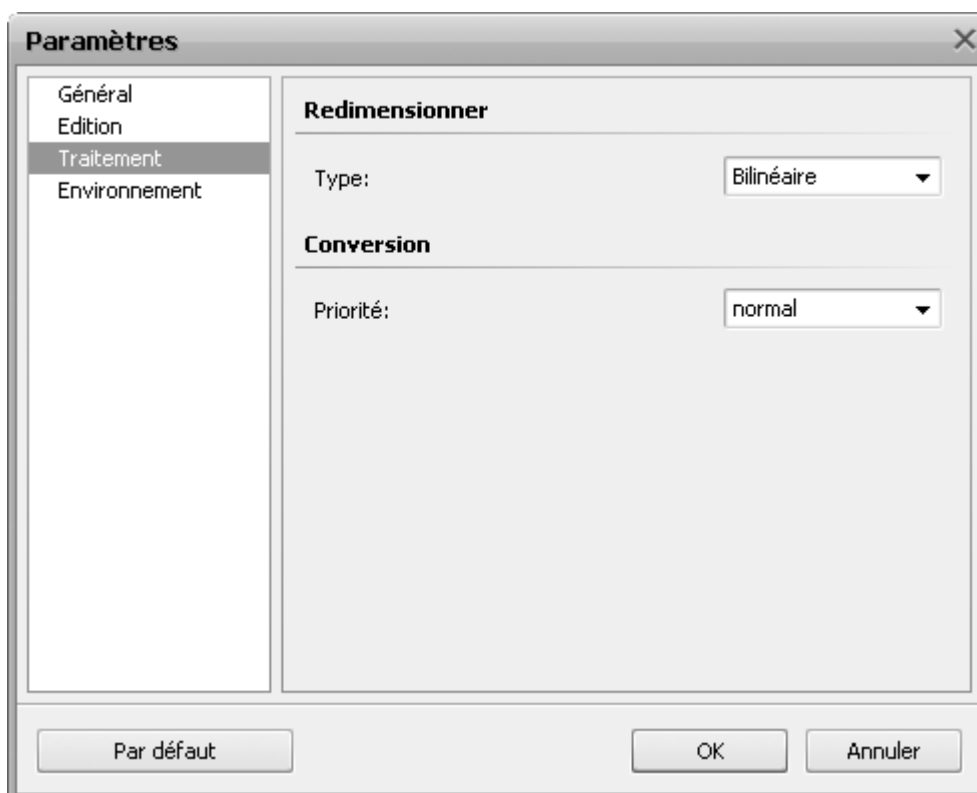 Paramètres
Général
Edition
Traitement
Environnement
Redimensionner
Type: Bilinéaire
Conversion
Priorité: normal
Par défaut OK Annuler